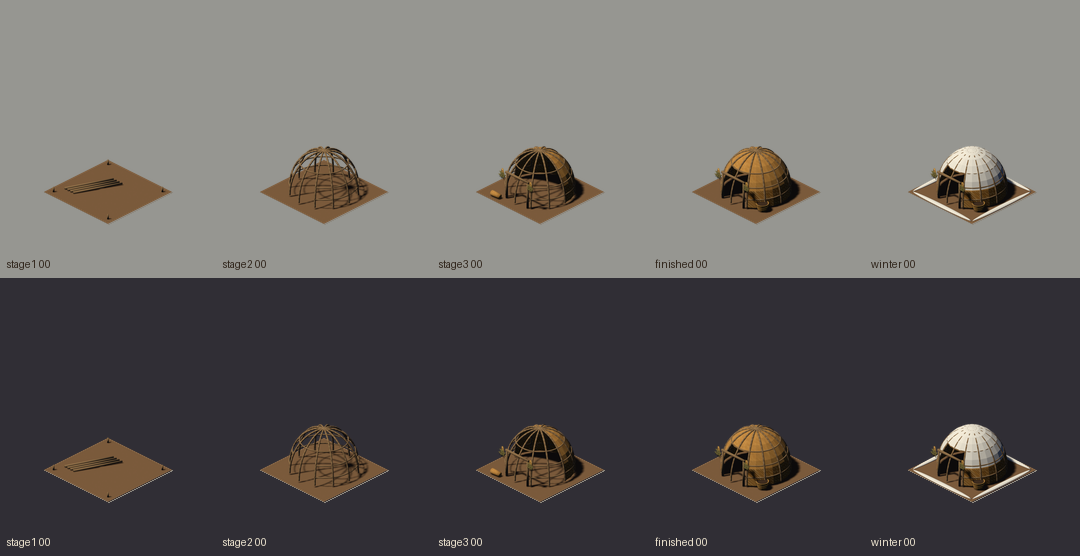 stage1 00
stage2 00
stage3 00
finished 00
winter 00
stage1 00
stage2 00
stage3 00
finished 00
winter 00